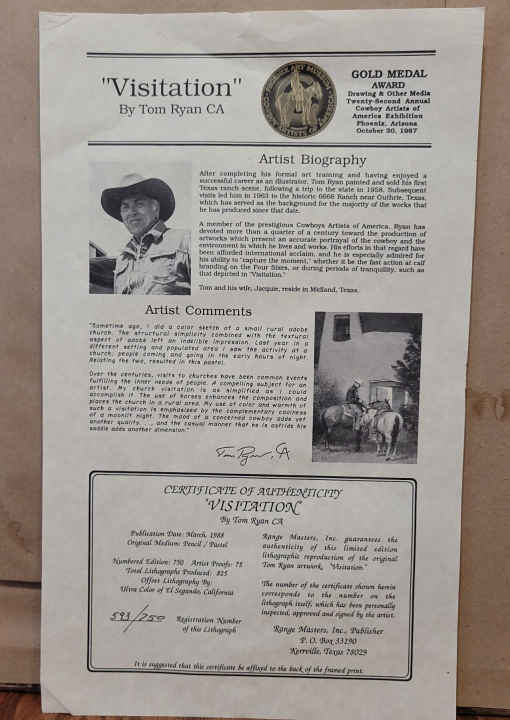 "Visitation"
By Tom Ryan CA
GOLD MEDAL
AWARD
Drawing & Other Media
Twenty-Second Annual
Cowboy Artists of
America Exhibition
Phoenix, Arizona
October 30, 1987
Artist Biography
After completing his formal art training and having enjoyed a
successful career as an illustrator, Tom Ryan painted and sold his first
Texas ranch scene, following a trip to the state in 1958. Subsequent
visits led him in 1963 to the historic 6666 Ranch near Guthrie, Texas,
which has served as the background for the majority of the works that
he has produced since that date.
A member of the prestigious Cowboys Artists of America, Ryan has
devoted more than a quarter of a century toward the production of
artworks which present an accurate portrayal of the cowboy and the
environment in which he lives and works. His efforts in that regard have
been afforded international acclaim, and he is especially admired for
his ability to "capture the moment," whether it be the fast action at calf
branding on the Four Sixes, or during periods of tranquility, such as
that depicted in "Visitation."
Tom and his wife, Jacquie, reside in Midland, Texas.
Artist Comments
"Sometime ago, I did a color sketch of a small rural adobe
church. The structural simplicity combined with the textural
aspect of adobe left an indelible impression. Last year in a
different setting and populated area I saw the activity at a
church; people coming and going in the early hours of night.
Relating the two, resulted in this pastel.
Over the centuries, visits to churches have been common events
fulfilling the inner needs of people. A compelling subject for an
artist. My church visitation is as simplified as I could
accomplish it. The use of horses enhances the composition and
places the church in a rural area. My use of color and warmth of
such a visitation is emphasized by the complementary coolness
of a moonlit night. The mood of a concerned cowboy adds yet
another quality. . . , and the casual manner that he is astride his
saddle adds another dimension."
Tom Ryan, CA
CERTIFICATE OF AUTHENTICITY
"VISITATION"
By Tom Ryan CA
Publication Date: March, 1988
Original Medium: Pencil / Pastel
Numbered Edition: 750 Artist Proofs: 75
Total Lithographs Produced: 825
Offset Lithography By:
Ulva Color of El Segundo, California
593/750 Registration Number
of this Lithograph
Range Masters, Inc. guarantees the
authenticity of this limited edition
lithographic reproduction of the original
Tom Ryan artwork, "Visitation."
The number of the certificate shown herein
corresponds to the number on the
lithograph itself, which has been personally
inspected, approved and signed by the artist.
Range Masters, Inc., Publisher
P. O. Box 33190
Kerrville, Texas 78029
It is suggested that this certificate be affixed to the back of the framed print.